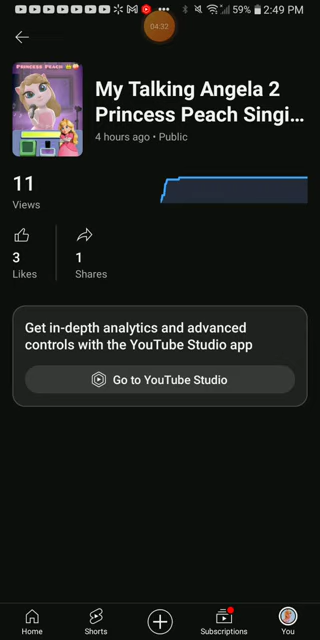 04:32
59%
2:49 PM
PRINCESS PEACH
My Talking Angela 2
Princess Peach Singi...
4 hours ago • Public
11
Views
3
Likes
1
Shares
Get in-depth analytics and advanced
controls with the YouTube Studio app
Go to YouTube Studio
Home
Shorts
Subscriptions
You